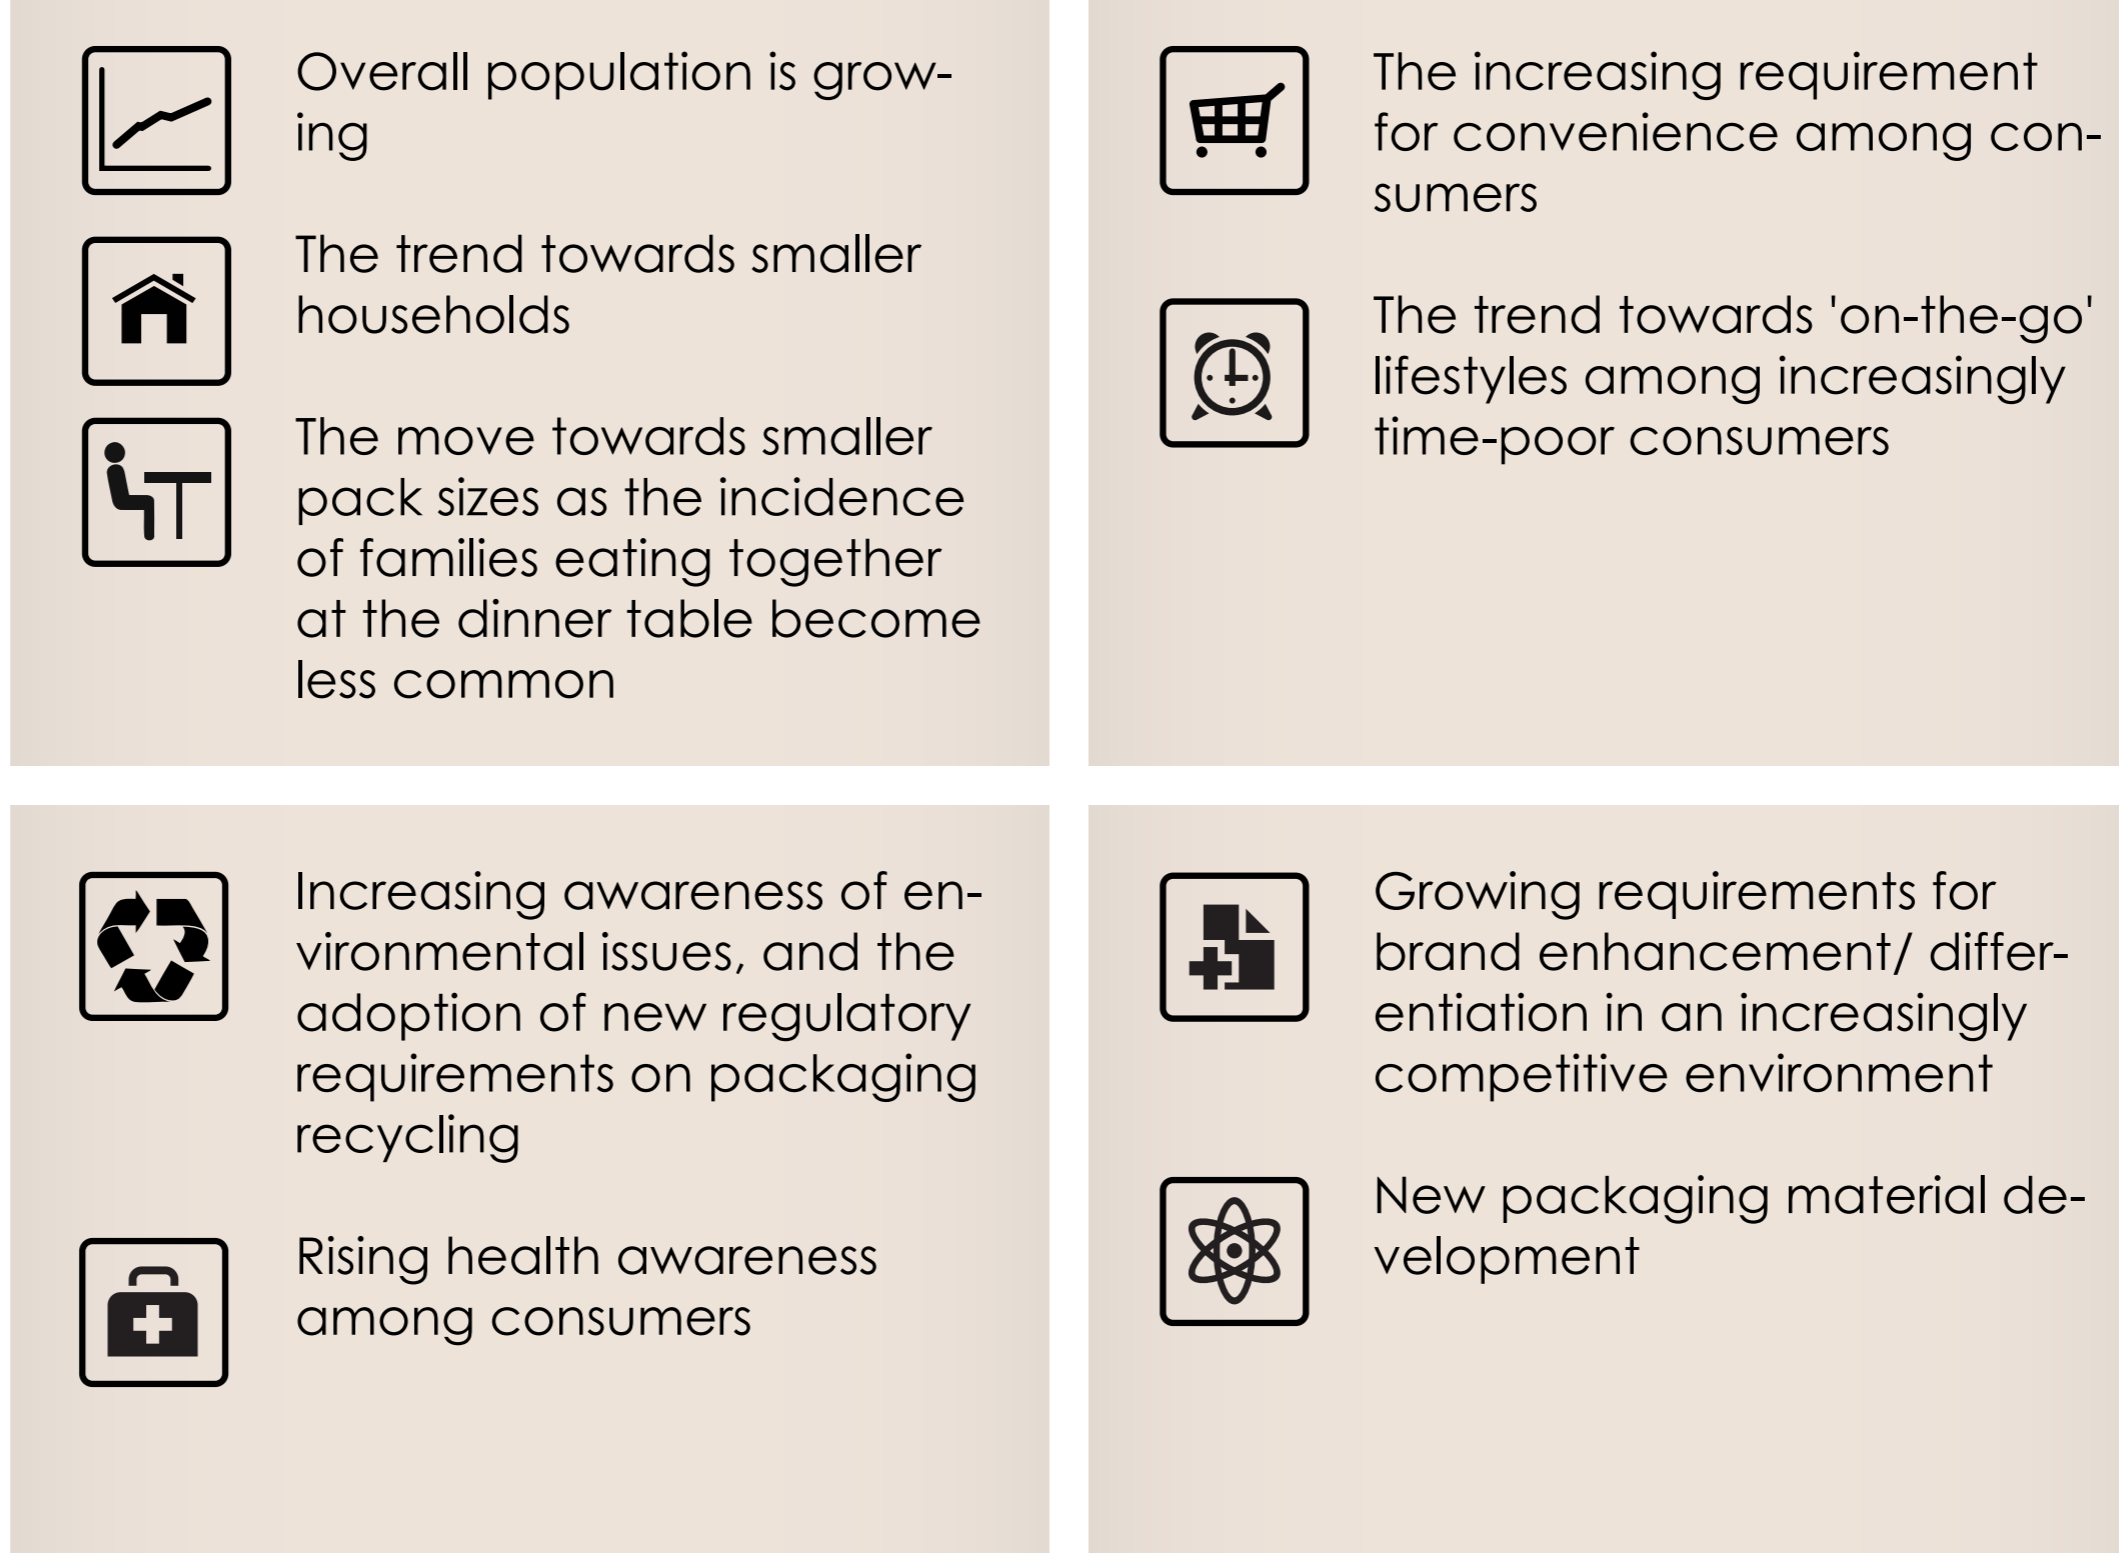 Overall population is grow-
ing
The trend towards smaller
households
The move towards smaller
pack sizes as the incidence
of families eating together
at the dinner table become
less common
The increasing requirement
for convenience among con-
sumers
The trend towards 'on-the-go'
lifestyles among increasingly
time-poor consumers
Increasing awareness of en-
vironmental issues, and the
adoption of new regulatory
requirements on packaging
recycling
Rising health awareness
among consumers
Growing requirements for
brand enhancement/ differ-
entiation in an increasingly
competitive environment
New packaging material de-
velopment